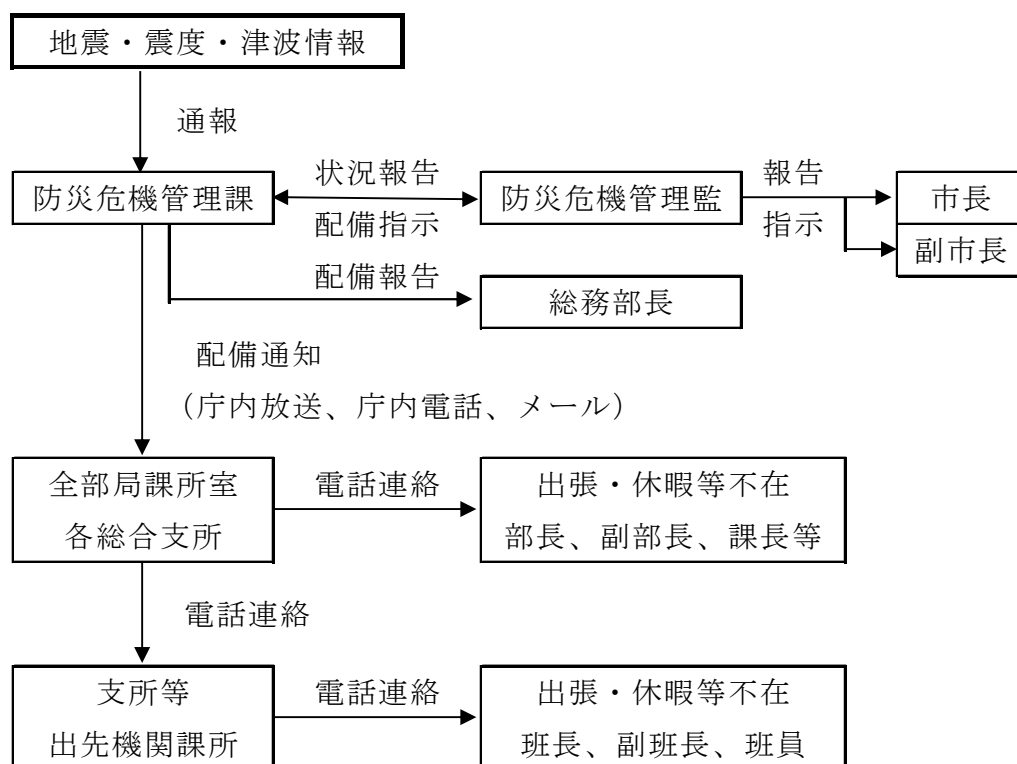 地震・震度・津波情報
通報
防災危機管理課
状況報告
配備指示
防災危機管理監
報告
指示
市長
副市長
配備報告
総務部長
配備通知
（庁内放送、庁内電話、メール）
全部局課所室
各総合支所
電話連絡
出張・休暇等不在
部長、副部長、課長等
電話連絡
支所等
出先機関課所
電話連絡
出張・休暇等不在
班長、副班長、班員